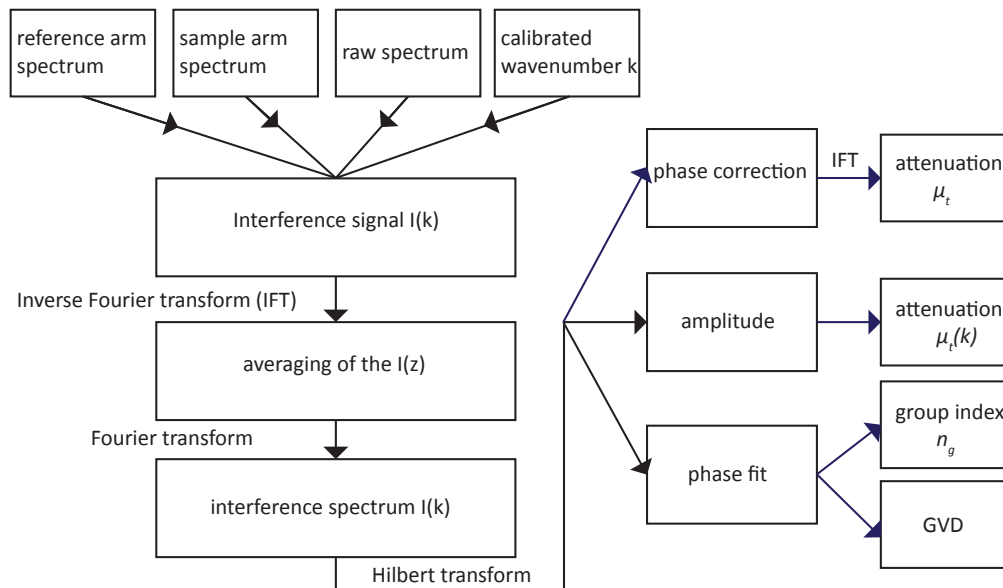 reference arm
spectrum
sample arm
spectrum
raw spectrum
calibrated
wavenumber k
Interference signal I(k)
Inverse Fourier transform (IFT)
averaging of the I(z)
Fourier transform
interference spectrum I(k)
Hilbert transform
phase correction
IFT
attenuation
μt
amplitude
attenuation
μt(k)
phase fit
group index
ng
GVD